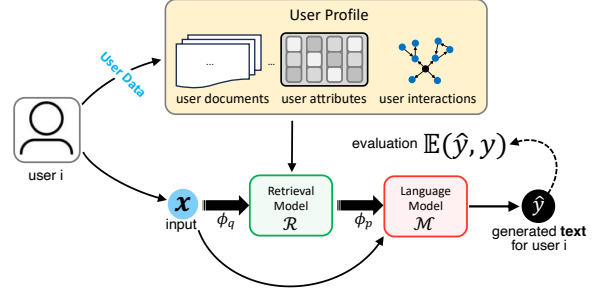 User Profile
...
...
user documents
user attributes
user interactions
User Data
user i
evaluation 𝔼(ŷ, y)
x
input
ϕq
Retrieval
Model
ℛ
ϕp
Language
Model
ℳ
ŷ
generated text
for user i